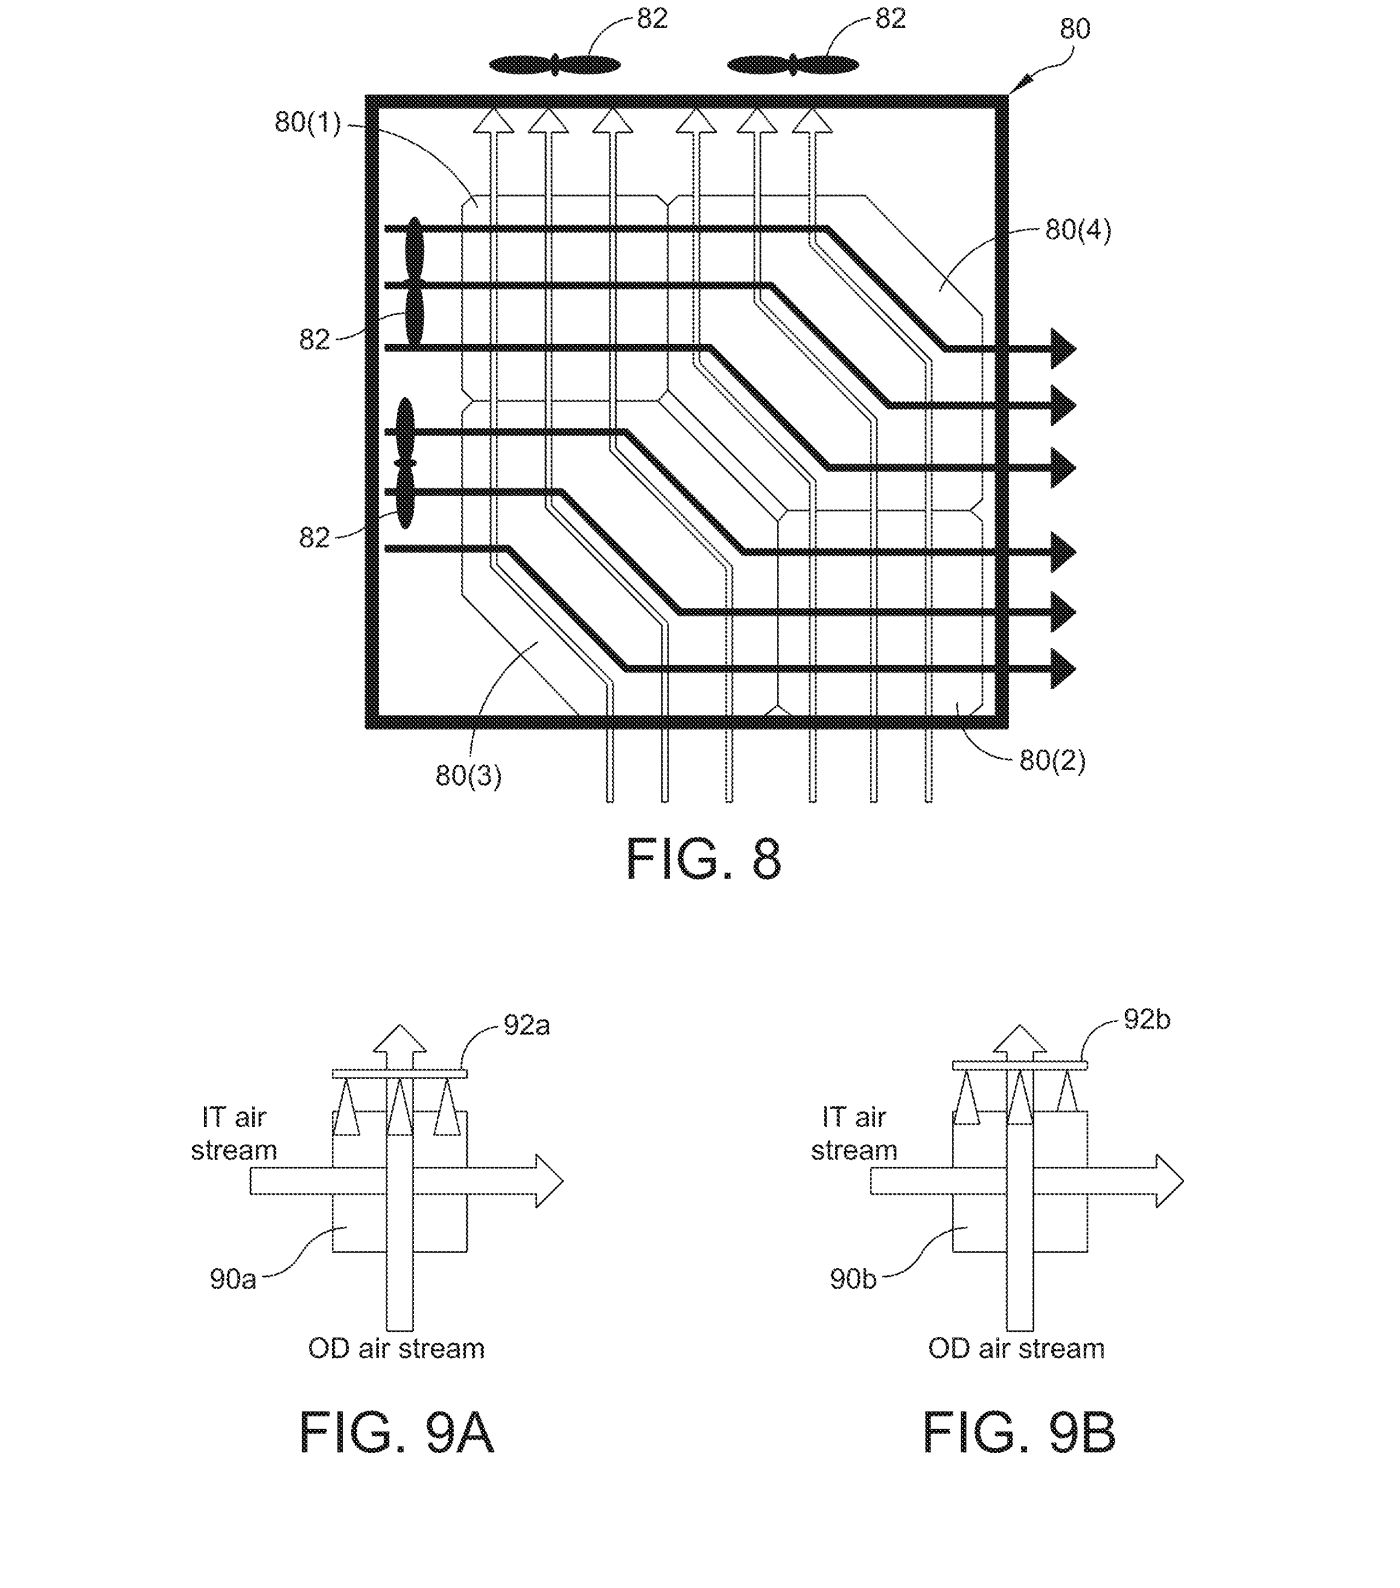 82
82
80
80(1)
80(4)
82
82
80(3)
80(2)
FIG. 8
92a
92b
IT air
stream
IT air
stream
90a
90b
OD air stream
OD air stream
FIG. 9A
FIG. 9B